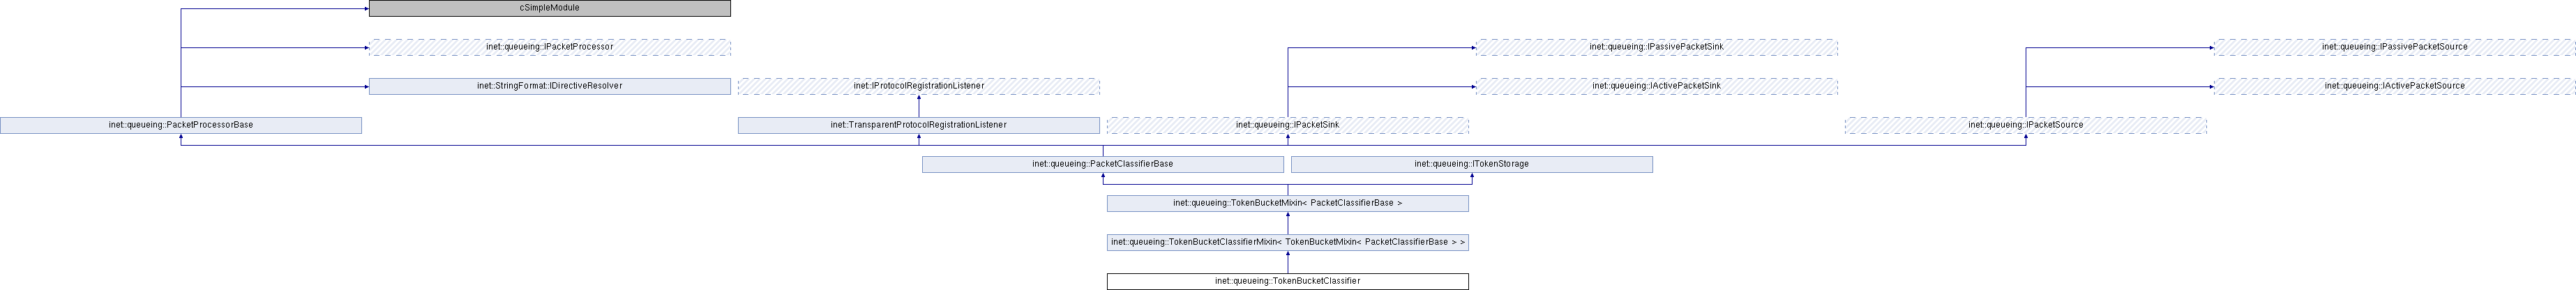 cSimpleModule
inet::queueing::IPacketProcessor
inet::queueing::IPassivePacketSink
inet::queueing::IPassivePacketSource
inet::StringFormat::IDirectiveResolver
inet::IProtocolRegistrationListener
inet::queueing::IActivePacketSink
inet::queueing::IActivePacketSource
inet::queueing::PacketProcessorBase
inet::TransparentProtocolRegistrationListener
inet::queueing::IPacketSink
inet::queueing::IPacketSource
inet::queueing::PacketClassifierBase
inet::queueing::ITokenStorage
inet::queueing::TokenBucketMixin< PacketClassifierBase >
inet::queueing::TokenBucketClassifierMixin< TokenBucketMixin< PacketClassifierBase > >
inet::queueing::TokenBucketClassifier